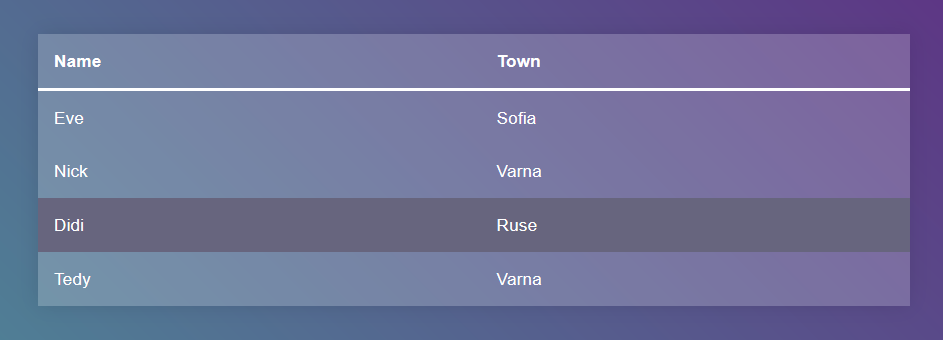 Name Town
Eve Sofia
Nick Varna
Didi Ruse
Tedy Varna